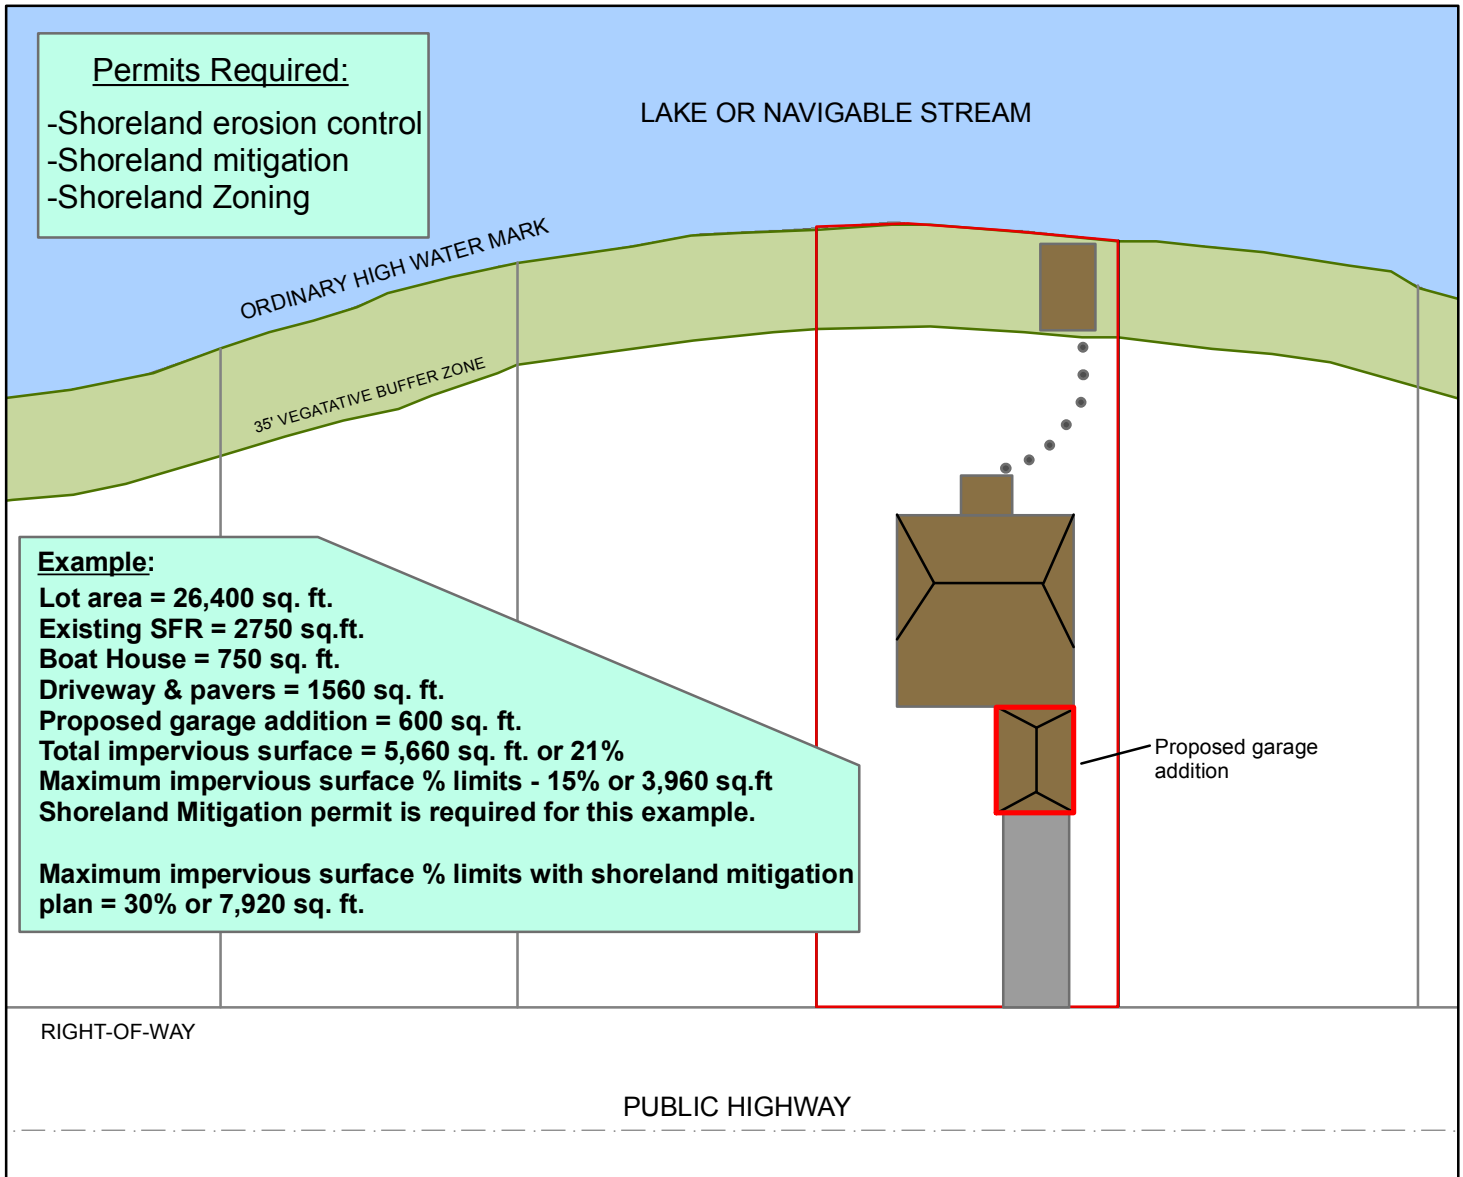 Permits Required:
-Shoreland erosion control
-Shoreland mitigation
-Shoreland Zoning
LAKE OR NAVIGABLE STREAM
ORDINARY HIGH WATER MARK
35' VEGATATIVE BUFFER ZONE
Example:
Lot area = 26,400 sq. ft.
Existing SFR = 2750 sq.ft.
Boat House = 750 sq. ft.
Driveway & pavers = 1560 sq. ft.
Proposed garage addition = 600 sq. ft.
Total impervious surface = 5,660 sq. ft. or 21%
Maximum impervious surface % limits - 15% or 3,960 sq.ft
Shoreland Mitigation permit is required for this example.
Maximum impervious surface % limits with shoreland mitigation
plan = 30% or 7,920 sq. ft.
Proposed garage
addition
RIGHT-OF-WAY
PUBLIC HIGHWAY